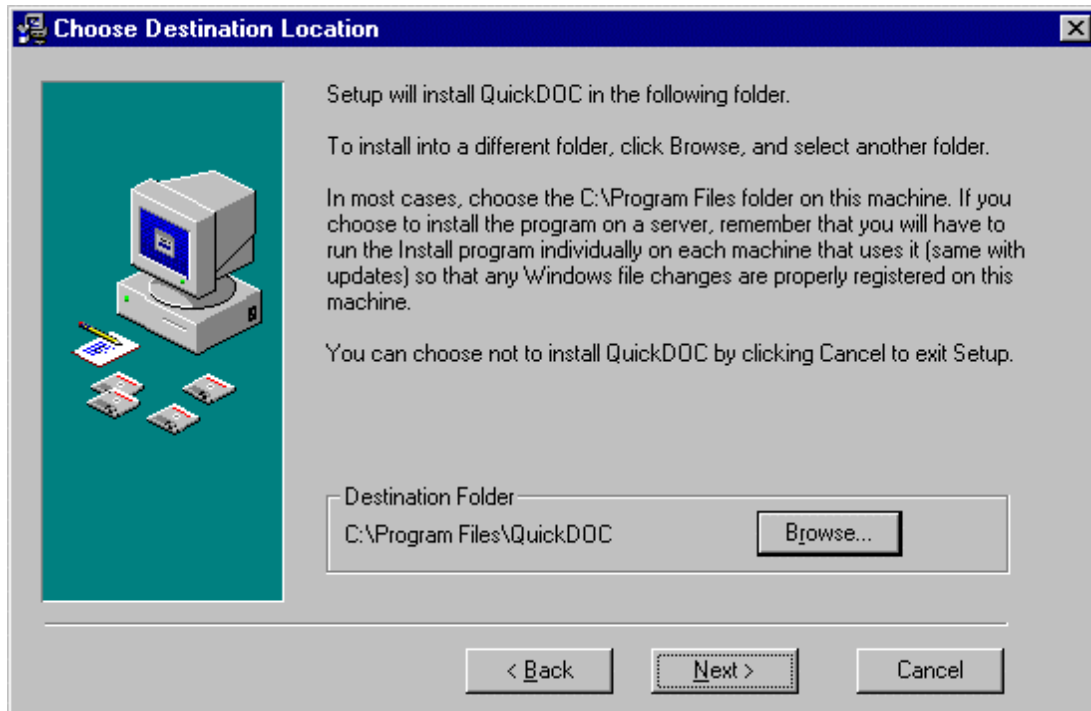 Choose Destination Location
Setup will install QuickDOC in the following folder.
To install into a different folder, click Browse, and select another folder.
In most cases, choose the C:\Program Files folder on this machine. If you
choose to install the program on a server, remember that you will have to
run the Install program individually on each machine that uses it (same with
updates) so that any Windows file changes are properly registered on this
machine.
You can choose not to install QuickDOC by clicking Cancel to exit Setup.
Destination Folder
C:\Program Files\QuickDOC
Browse...
< Back
Next >
Cancel